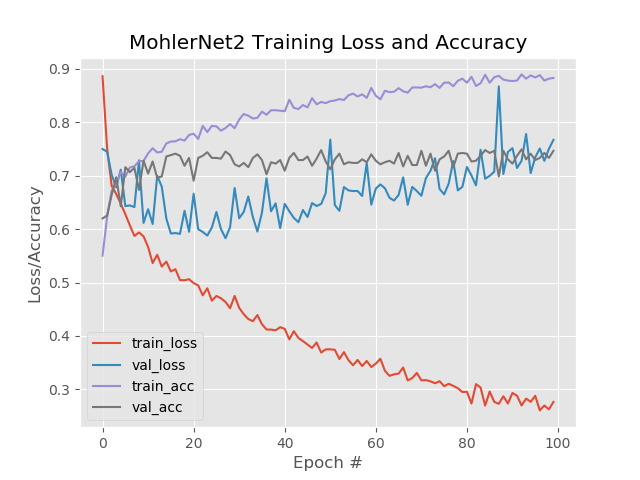 MohlerNet2 Training Loss and Accuracy
0.9
0.8
0.7
0.6
0.5
0.4
0.3
Loss/Accuracy
train_loss
val_loss
train_acc
val_acc
0 20 40 60 80 100
Epoch #